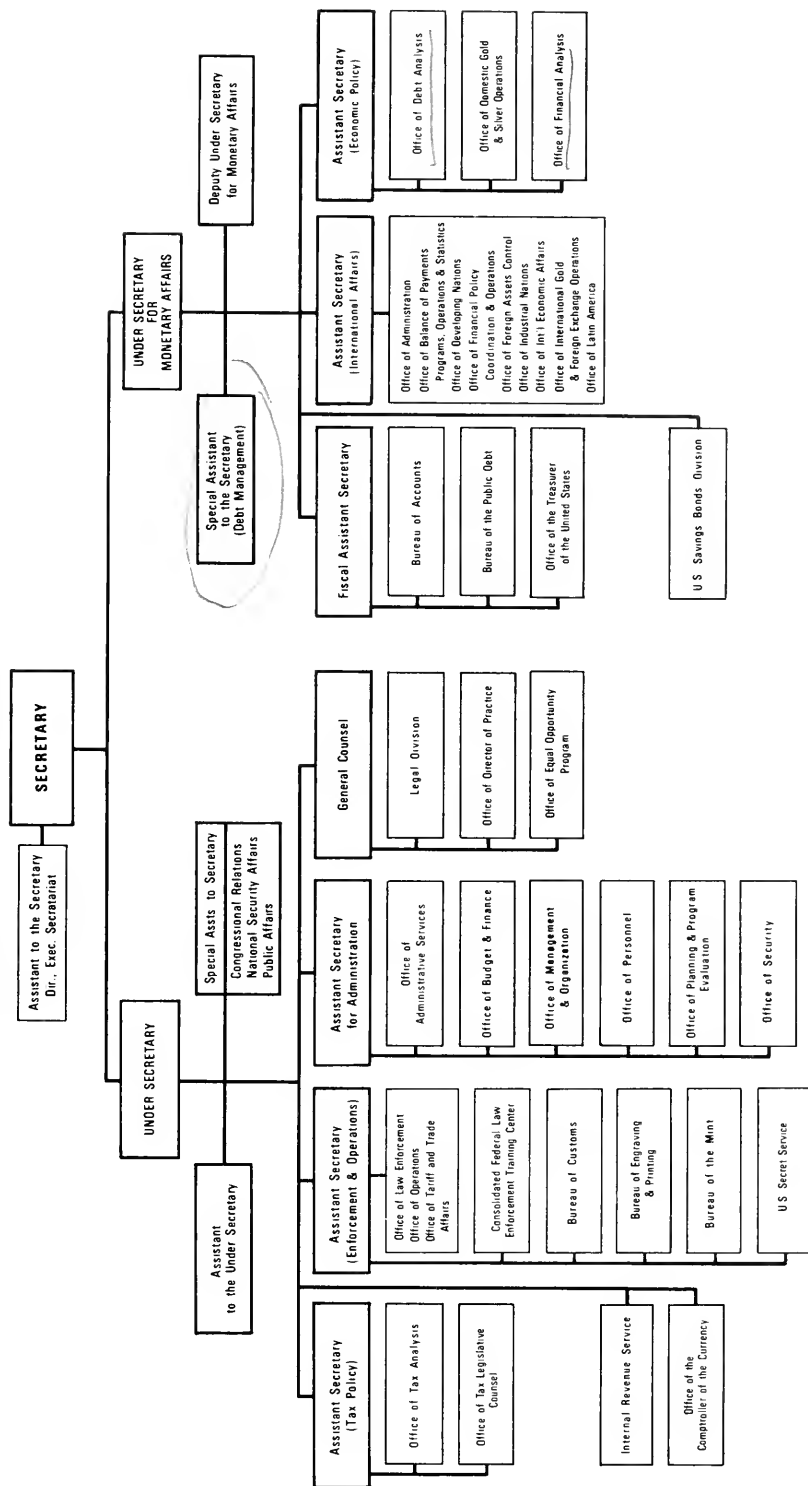 SECRETARY
Assistant to the Secretary
Dir., Exec. Secretariat
UNDER SECRETARY
UNDER SECRETARY
FOR
MONETARY AFFAIRS
Assistant
to the Under Secretary
Special Assts to Secretary
Congressional Relations
National Security Affairs
Public Affairs
Special Assistant
to the Secretary
(Debt Management)
Deputy Under Secretary
for Monetary Affairs
Assistant Secretary
(Tax Policy)
Office of Tax Analysis
Office of Tax Legislative
Counsel
Internal Revenue Service
Office of the
Comptroller of the Currency
Assistant Secretary
(Enforcement & Operations)
Office of Law Enforcement
Office of Operations
Office of Tariff and Trade
Affairs
Consolidated Federal Law
Enforcement Training Center
Bureau of Customs
Bureau of Engraving
& Printing
Bureau of the Mint
U.S Secret Service
Assistant Secretary
for Administration
Office of
Administrative Services
Office of Budget & Finance
Office of Management
& Organization
Office of Personnel
Office of Planning & Program
Evaluation
Office of Security
General Counsel
Legal Division
Office of Director of Practice
Office of Equal Opportunity
Program
Fiscal Assistant Secretary
Bureau of Accounts
Bureau of the Public Debt
Office of the Treasurer
of the United States
U.S Savings Bonds Division
Assistant Secretary
(International Affairs)
Office of Administration
Office of Balance of Payments
Programs, Operations & Statistics
Office of Developing Nations
Office of Financial Policy
Coordination & Operations
Office of Foreign Assets Control
Office of Industrial Nations
Office of Int'l Economic Affairs
Office of International Gold
& Foreign Exchange Operations
Office of Latin America
Assistant Secretary
(Economic Policy)
Office of Debt Analysis
Office of Domestic Gold
& Silver Operations
Office of Financial Analysis